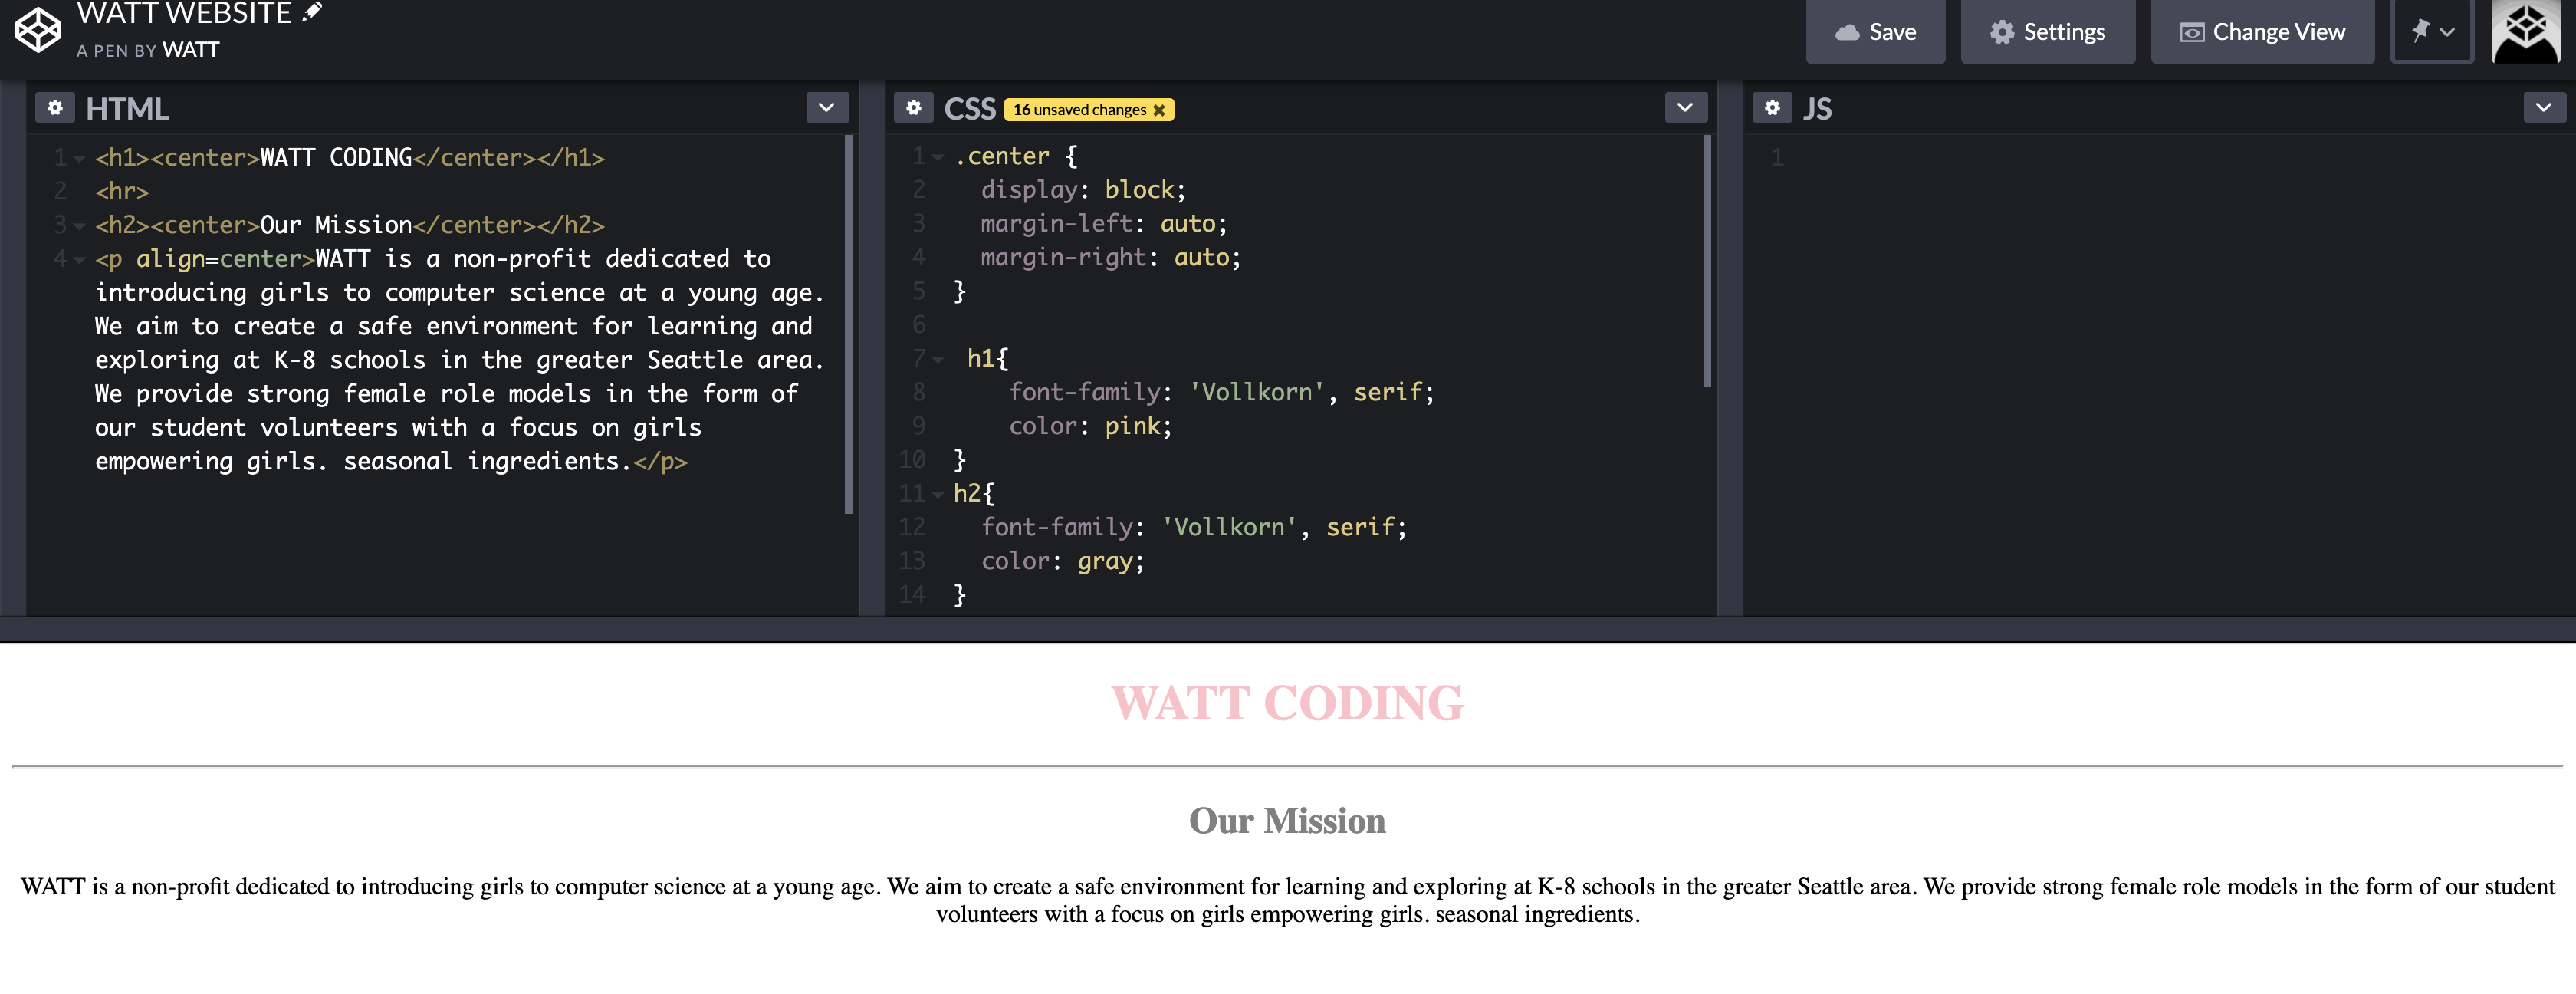 WATT WEBSITE
A PEN BY WATT
Save
Settings
Change View
HTML
1 <h1><center>WATT CODING</center></h1>
2 <hr>
3 <h2><center>Our Mission</center></h2>
4 <p align=center>WATT is a non-profit dedicated to
introducing girls to computer science at a young age.
We aim to create a safe environment for learning and
exploring at K-8 schools in the greater Seattle area.
We provide strong female role models in the form of
our student volunteers with a focus on girls
empowering girls. seasonal ingredients.</p>
CSS 16 unsaved changes
1 .center {
2 display: block;
3 margin-left: auto;
4 margin-right: auto;
5 }
6
7 h1{
8 font-family: 'Vollkorn', serif;
9 color: pink;
10 }
11 h2{
12 font-family: 'Vollkorn', serif;
13 color: gray;
14 }
JS
1
WATT CODING
Our Mission
WATT is a non-profit dedicated to introducing girls to computer science at a young age. We aim to create a safe environment for learning and exploring at K-8 schools in the greater Seattle area. We provide strong female role models in the form of our student
volunteers with a focus on girls empowering girls. seasonal ingredients.